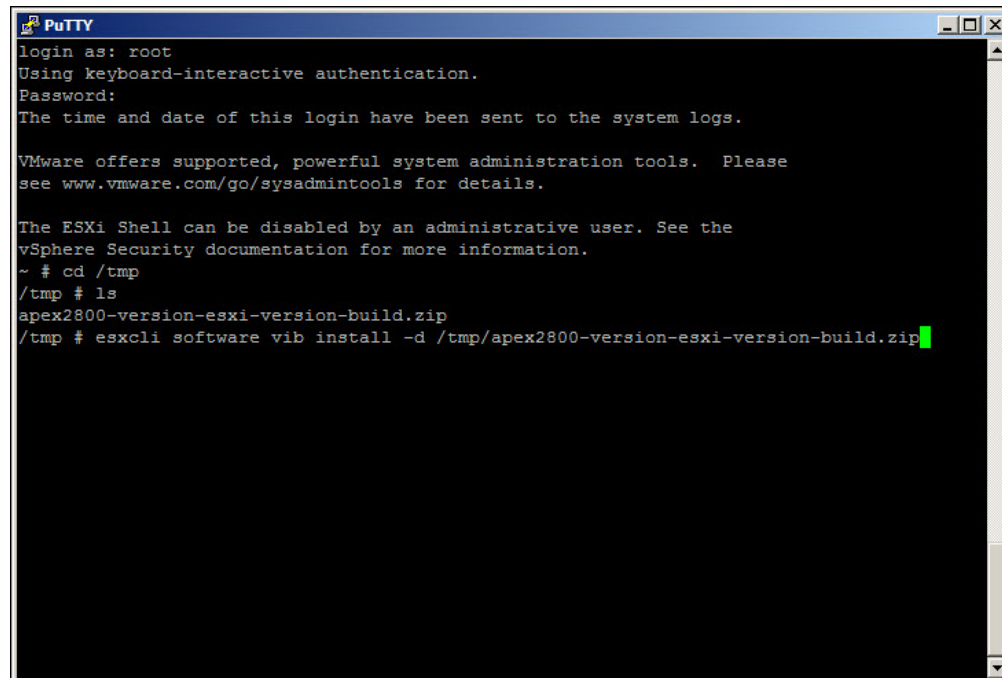 PuTTY
login as: root
Using keyboard-interactive authentication.
Password:
The time and date of this login have been sent to the system logs.
VMware offers supported, powerful system administration tools.  Please
see www.vmware.com/go/sysadmintools for details.
The ESXi Shell can be disabled by an administrative user. See the
vSphere Security documentation for more information.
~ # cd /tmp
/tmp # ls
apex2800-version-esxi-version-build.zip
/tmp # esxcli software vib install -d /tmp/apex2800-version-esxi-version-build.zip